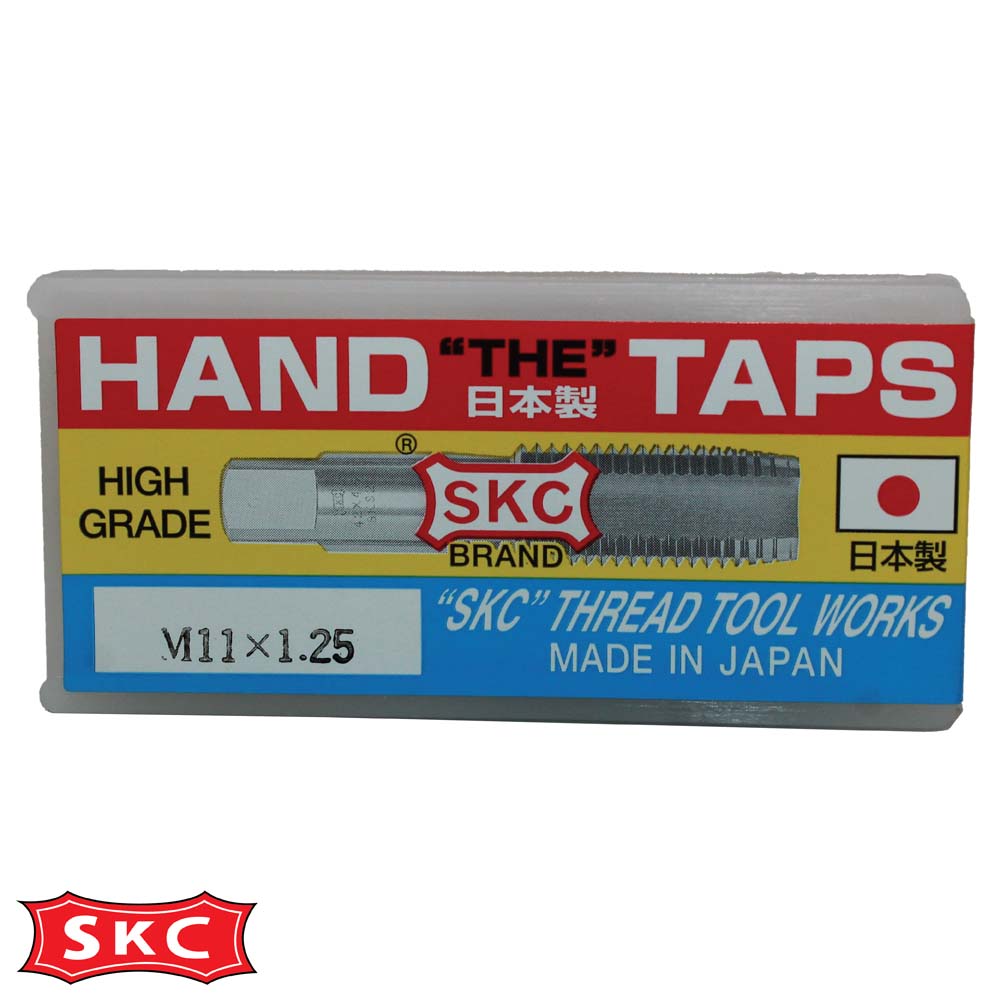 HAND “THE” TAPS
日本製
HIGH
GRADE
®
SKC
BRAND
日本製
M11×1.25
“SKC” THREAD TOOL WORKS
MADE IN JAPAN
SKC